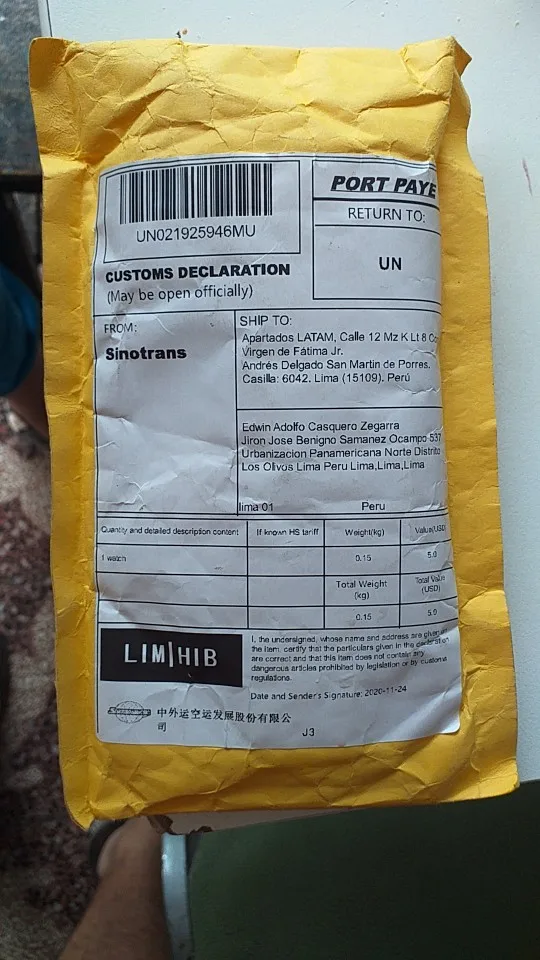 UN021925946MU
PORT PAYE
RETURN TO:
UN
CUSTOMS DECLARATION
(May be open officially)
FROM:
Sinotrans
SHIP TO:
Apartados LATAM, Calle 12 Mz K Lt 8
Virgen de Fátima Jr.
Andrés Delgado San Martin de Porres.
Casilla: 6042. Lima (15109). Perú
Edwin Adolfo Casquero Zegarra
Jiron Jose Benigno Samanez Ocampo 537
Urbanizacion Panamericana Norte Distrito
Los Olivos Lima Peru Lima,Lima,Lima
lima 01 Peru
Quantity and detailed description content If known HS tariff Weight(kg) Value(USD
1 watch 0.15 5.0
Total Weight (kg) Total Value (USD)
0.15 5.0
I, the undersigned, whose name and address are given on
the item, certify that the particulars given in the declaration
are correct and that this item does not contain any
dangerous articles prohibited by legislation or by customs
regulations.
LIM|HIB
Date and Sender's Signature: 2020-11-24
中外运空运发展股份有限公
司
J3